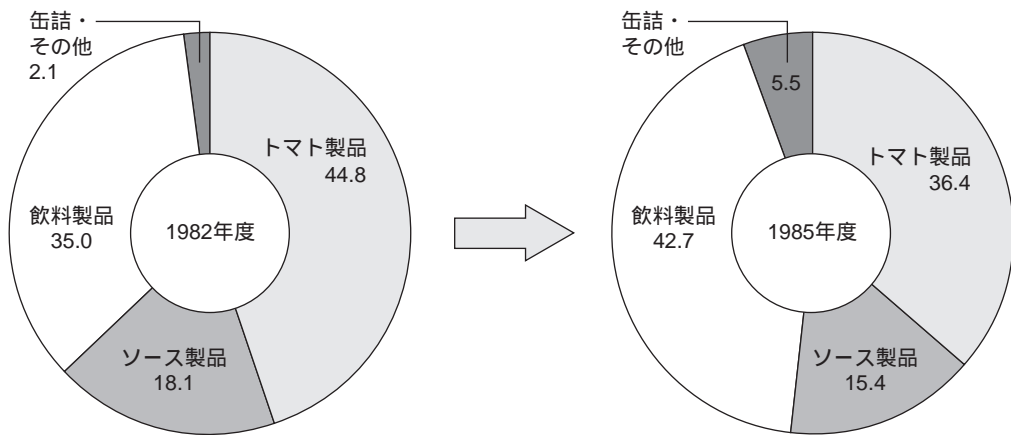 缶詰・
その他
2.1
トマト製品
44.8
飲料製品
35.0
1982年度
ソース製品
18.1
缶詰・
その他
5.5
トマト製品
36.4
飲料製品
42.7
1985年度
ソース製品
15.4